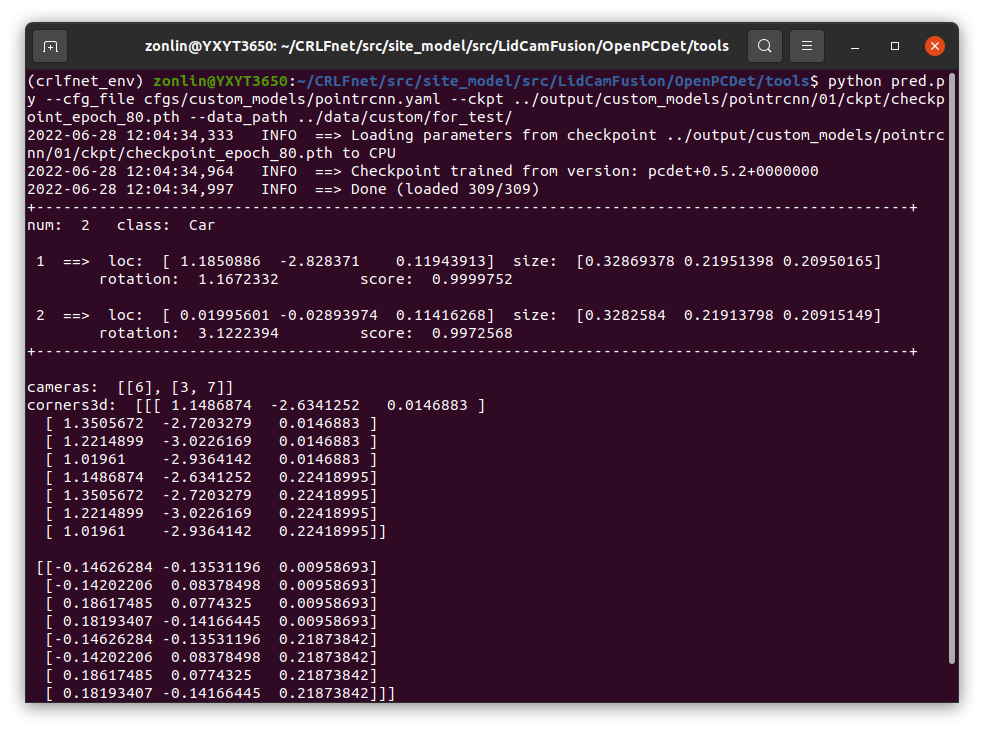 zonlin@YXYT3650: ~/CRLFnet/src/site_model/src/LidCamFusion/OpenPCDet/tools
(crlfnet_env) zonlin@YXYT3650:~/CRLFnet/src/site_model/src/LidCamFusion/OpenPCDet/tools$ python pred.p
y --cfg_file cfgs/custom_models/pointrcnn.yaml --ckpt ../output/custom_models/pointrcnn/01/ckpt/checkp
oint_epoch_80.pth --data_path ../data/custom/for_test/
2022-06-28 12:04:34,333   INFO  ==> Loading parameters from checkpoint ../output/custom_models/pointrc
nn/01/ckpt/checkpoint_epoch_80.pth to CPU
2022-06-28 12:04:34,964   INFO  ==> Checkpoint trained from version: pcdet+0.5.2+0000000
2022-06-28 12:04:34,997   INFO  ==> Done (loaded 309/309)
+-------------------------------------------------------------------------------------------------+
num:  2   class:  Car
 1  ==>  loc:  [ 1.1850886  -2.828371    0.11943913]  size:  [0.32869378 0.21951398 0.20950165]
        rotation:  1.1672332         score:  0.9999752
 2  ==>  loc:  [ 0.01995601 -0.02893974  0.11416268]  size:  [0.3282584  0.21913798 0.20915149]
        rotation:  3.1222394         score:  0.9972568
+-------------------------------------------------------------------------------------------------+
cameras:  [[6], [3, 7]]
corners3d:  [[[ 1.1486874  -2.6341252   0.0146883 ]
  [ 1.3505672  -2.7203279   0.0146883 ]
  [ 1.2214899  -3.0226169   0.0146883 ]
  [ 1.01961    -2.9364142   0.0146883 ]
  [ 1.1486874  -2.6341252   0.22418995]
  [ 1.3505672  -2.7203279   0.22418995]
  [ 1.2214899  -3.0226169   0.22418995]
  [ 1.01961    -2.9364142   0.22418995]]
 [[-0.14626284 -0.13531196  0.00958693]
  [-0.14202206  0.08378498  0.00958693]
  [ 0.18617485  0.0774325   0.00958693]
  [ 0.18193407 -0.14166445  0.00958693]
  [-0.14626284 -0.13531196  0.21873842]
  [-0.14202206  0.08378498  0.21873842]
  [ 0.18617485  0.0774325   0.21873842]
  [ 0.18193407 -0.14166445  0.21873842]]]